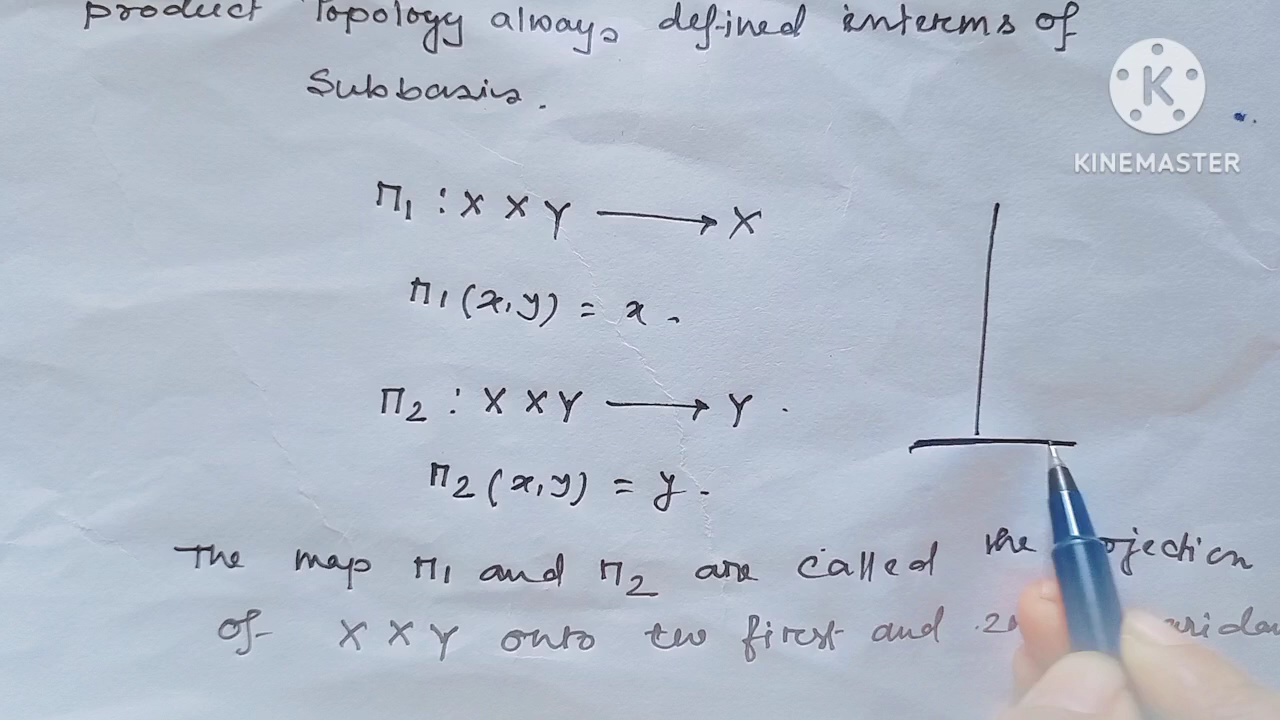 product Topology always defined interms of
Subbasis.
K
KINEMASTER
π1 : X X Y → X
π1(x,y) = x.
π2 : X X Y → Y.
π2(x,y) = y.
The map π1 and π2 are called the
of X X Y onto two first and